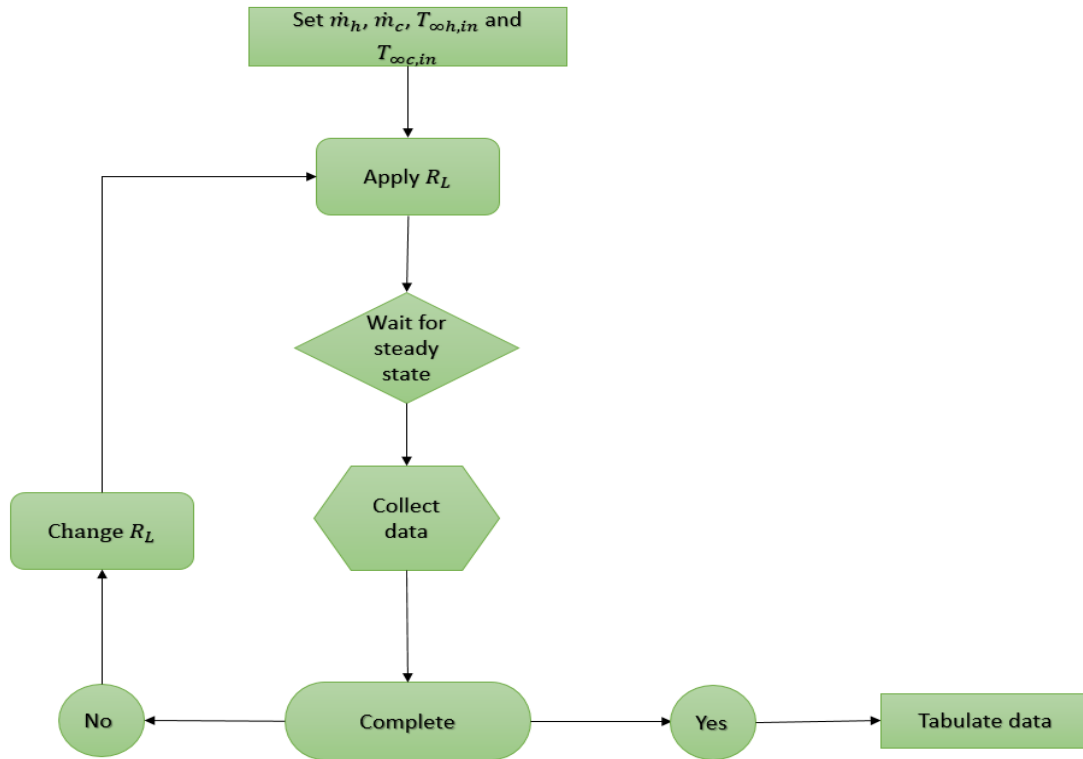 Set ṁ_h, ṁ_c, T_∞h,in and
T_∞c,in
Apply R_L
Wait for
steady
state
Collect
data
Change R_L
No
Complete
Yes
Tabulate data